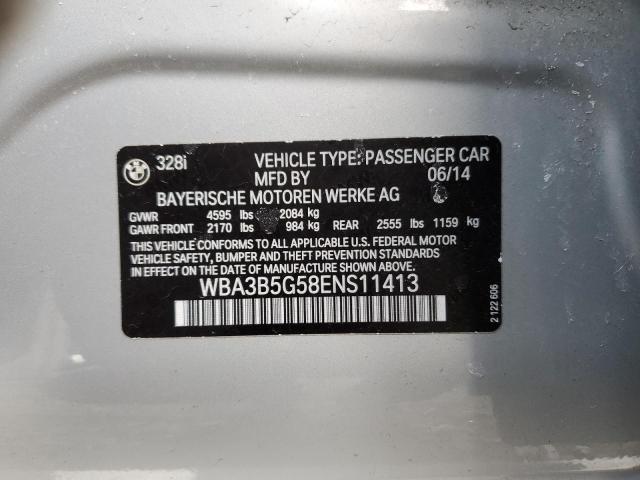 328i VEHICLE TYPE: PASSENGER CAR
MFD BY 06/14
BAYERISCHE MOTOREN WERKE AG
GVWR 4595 lbs 2084 kg
GAWR FRONT 2170 lbs 984 kg REAR 2555 lbs 1159 kg
THIS VEHICLE CONFORMS TO ALL APPLICABLE U.S. FEDERAL MOTOR
VEHICLE SAFETY, BUMPER AND THEFT PREVENTION STANDARDS
IN EFFECT ON THE DATE OF MANUFACTURE SHOWN ABOVE.
WBA3B5G58ENS11413
2 122 606